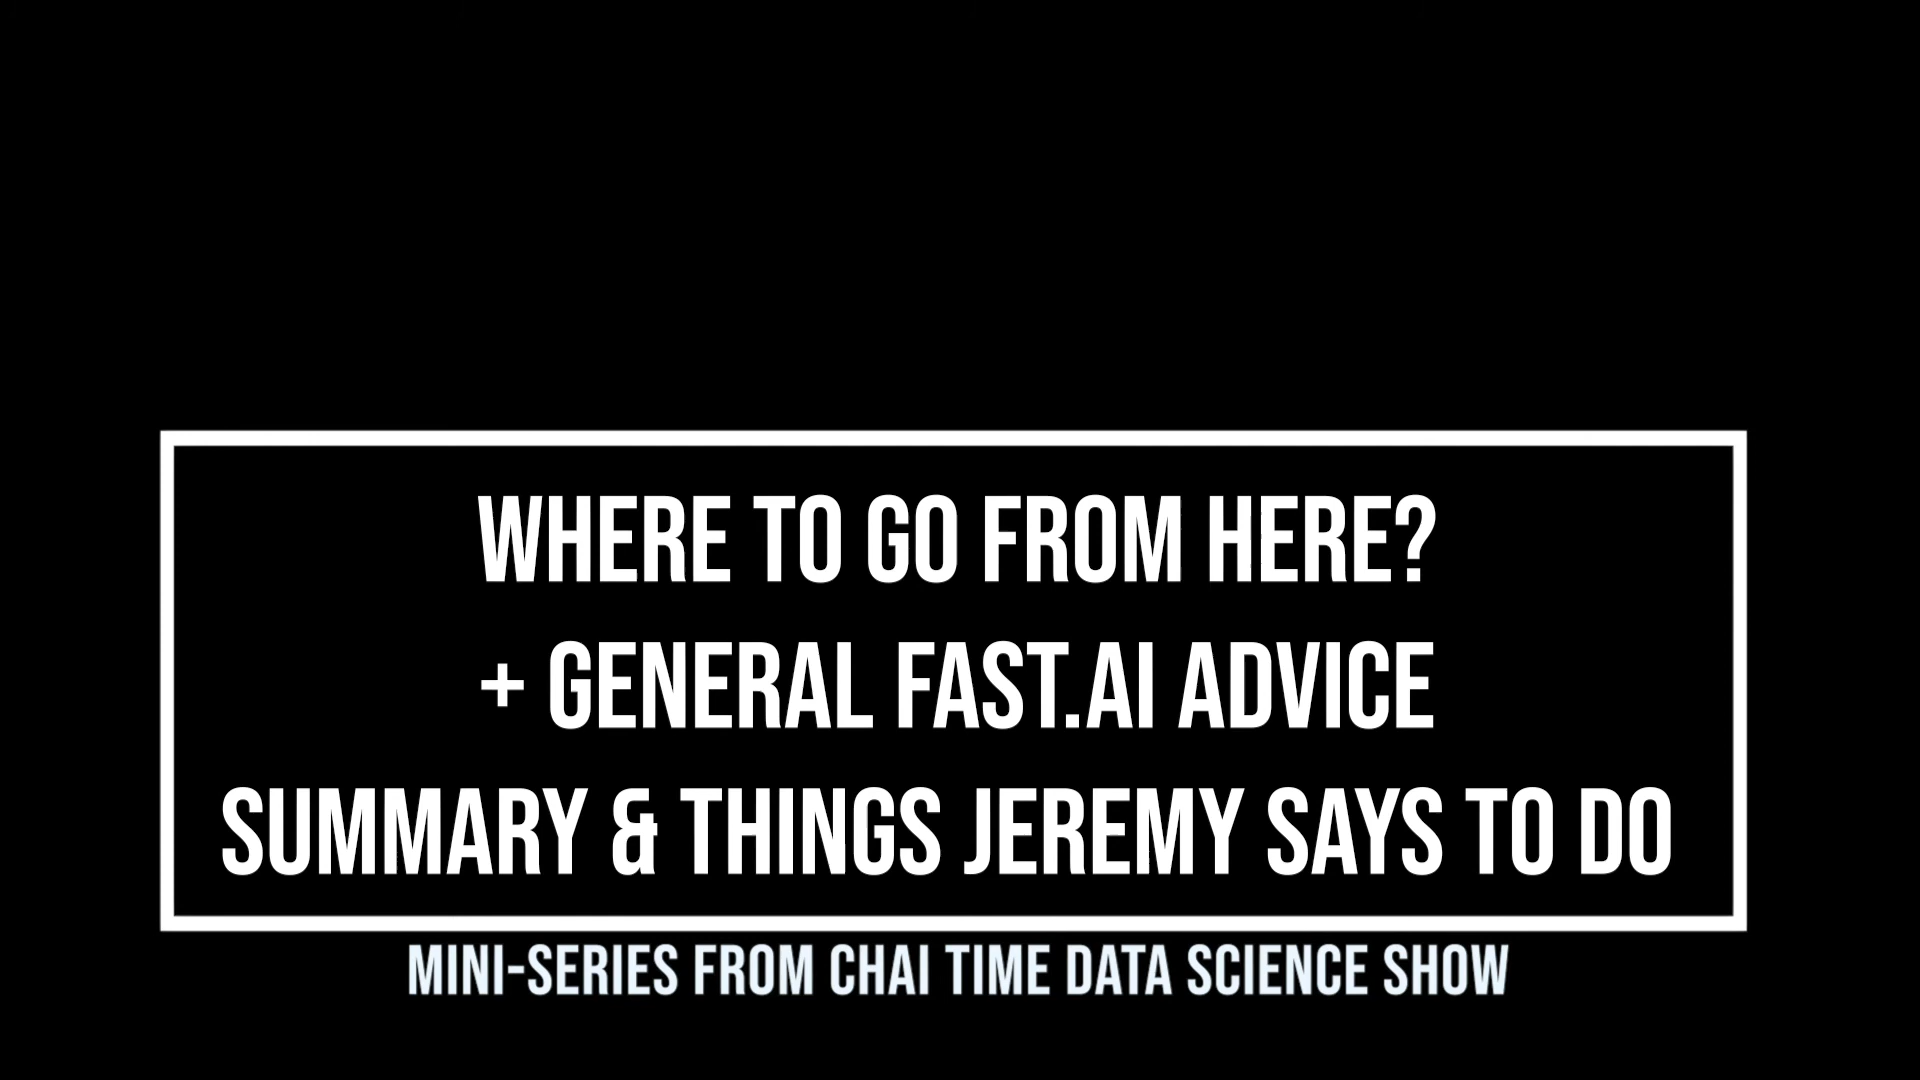 WHERE TO GO FROM HERE?
+ GENERAL FAST.AI ADVICE
SUMMARY & THINGS JEREMY SAYS TO DO
MINI-SERIES FROM CHAI TIME DATA SCIENCE SHOW